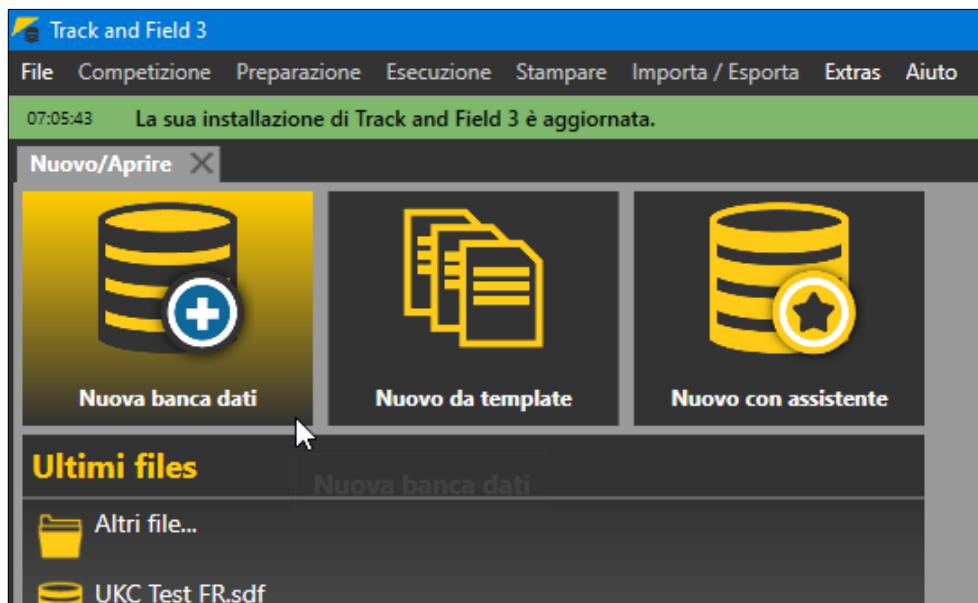 Track and Field 3
File Competizione Preparazione Esecuzione Stampare Importa / Esporta Extras Aiuto
07:05:43 La sua installazione di Track and Field 3 è aggiornata.
Nuovo/Aprire
Nuova banca dati Nuovo da template Nuovo con assistente
Ultimi files
Nuova banca dati
Altri file...
UKC Test FR.sdf